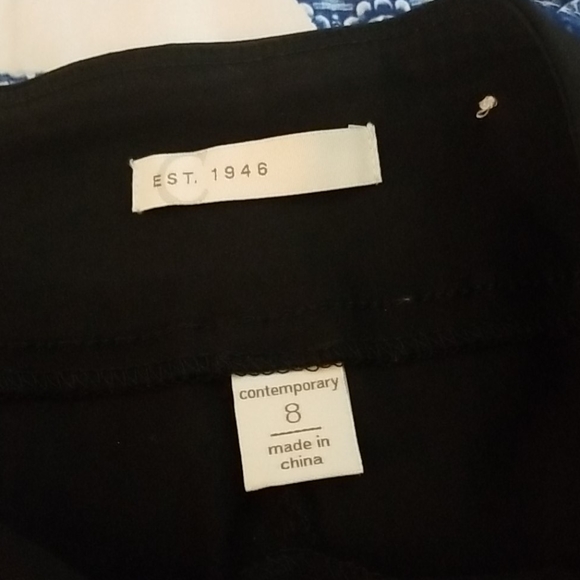 EST. 1946
contemporary
8
made in
china